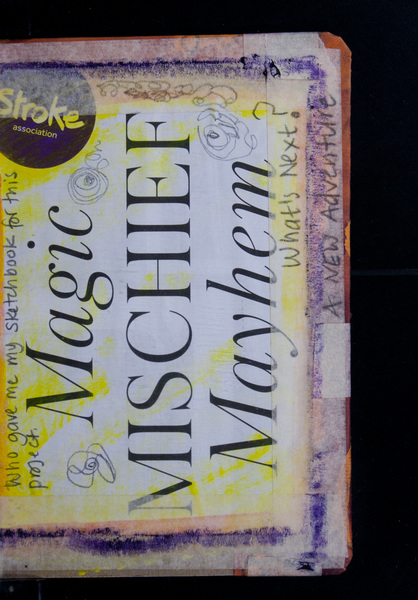 Stroke
association
Who gave me my sketchbook for this
project.
Magic
MISCHIEF
Mayhem
What's Next?
A NEW Adventure